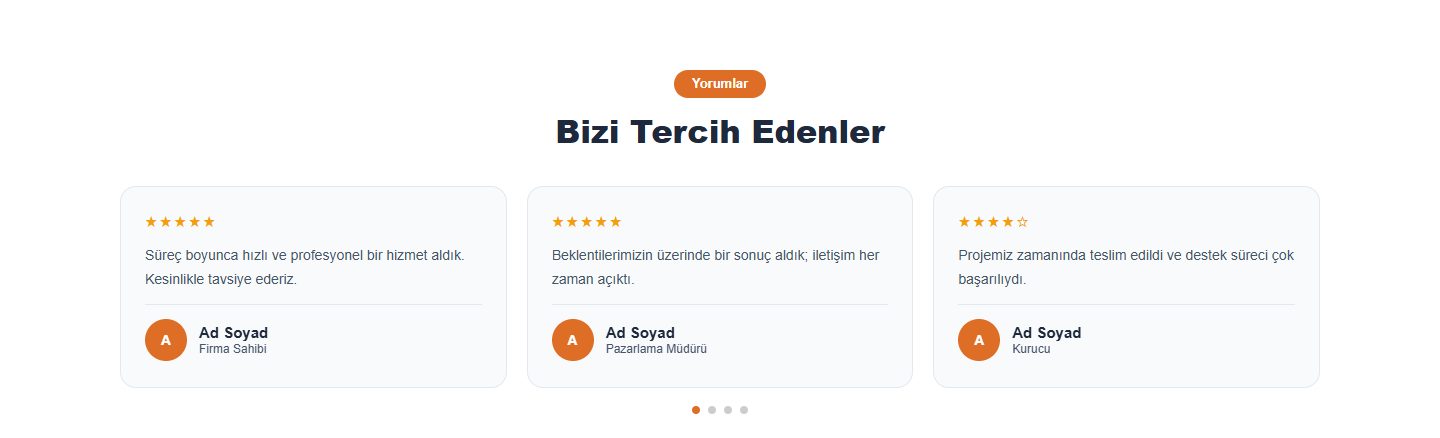 Yorumlar
Bizi Tercih Edenler
★★★★★
Süreç boyunca hızlı ve profesyonel bir hizmet aldık.
Kesinlikle tavsiye ederiz.
A
Ad Soyad
Firma Sahibi
★★★★★
Beklentilerimizin üzerinde bir sonuç aldık; iletişim her
zaman açıktı.
A
Ad Soyad
Pazarlama Müdürü
★★★★☆
Projemiz zamanında teslim edildi ve destek süreci çok
başarılıydı.
A
Ad Soyad
Kurucu